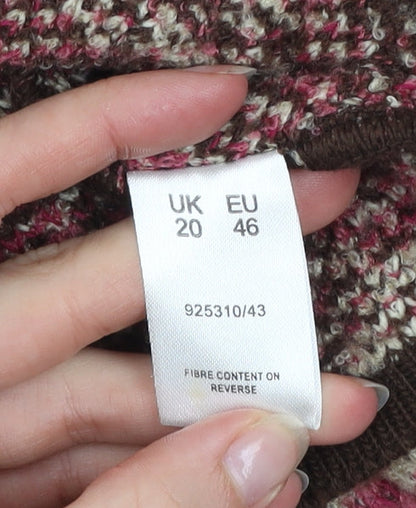 UK EU
20 46
925310/43
FIBRE CONTENT ON
REVERSE